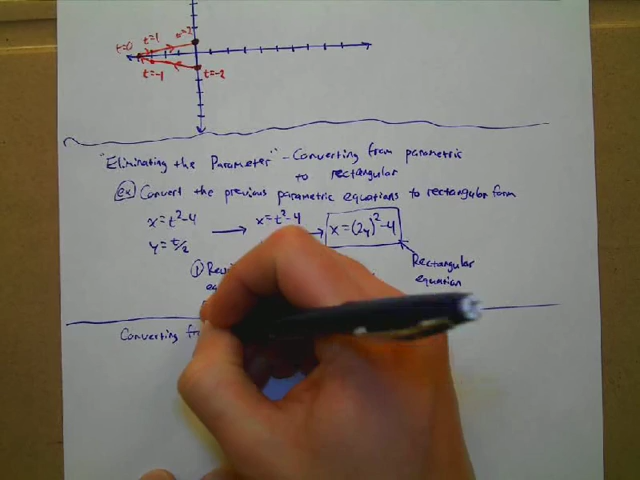 t=0 t=1 t=2
t=-1 t=-2
"Eliminating the Parameter" - Converting from parametric
to rectangular
ex Convert the previous parametric equations to rectangular form
x=t²-4 → x=t²-4 → x=(2y)²-4
y=t/2
① Rectangular
equation
Converting